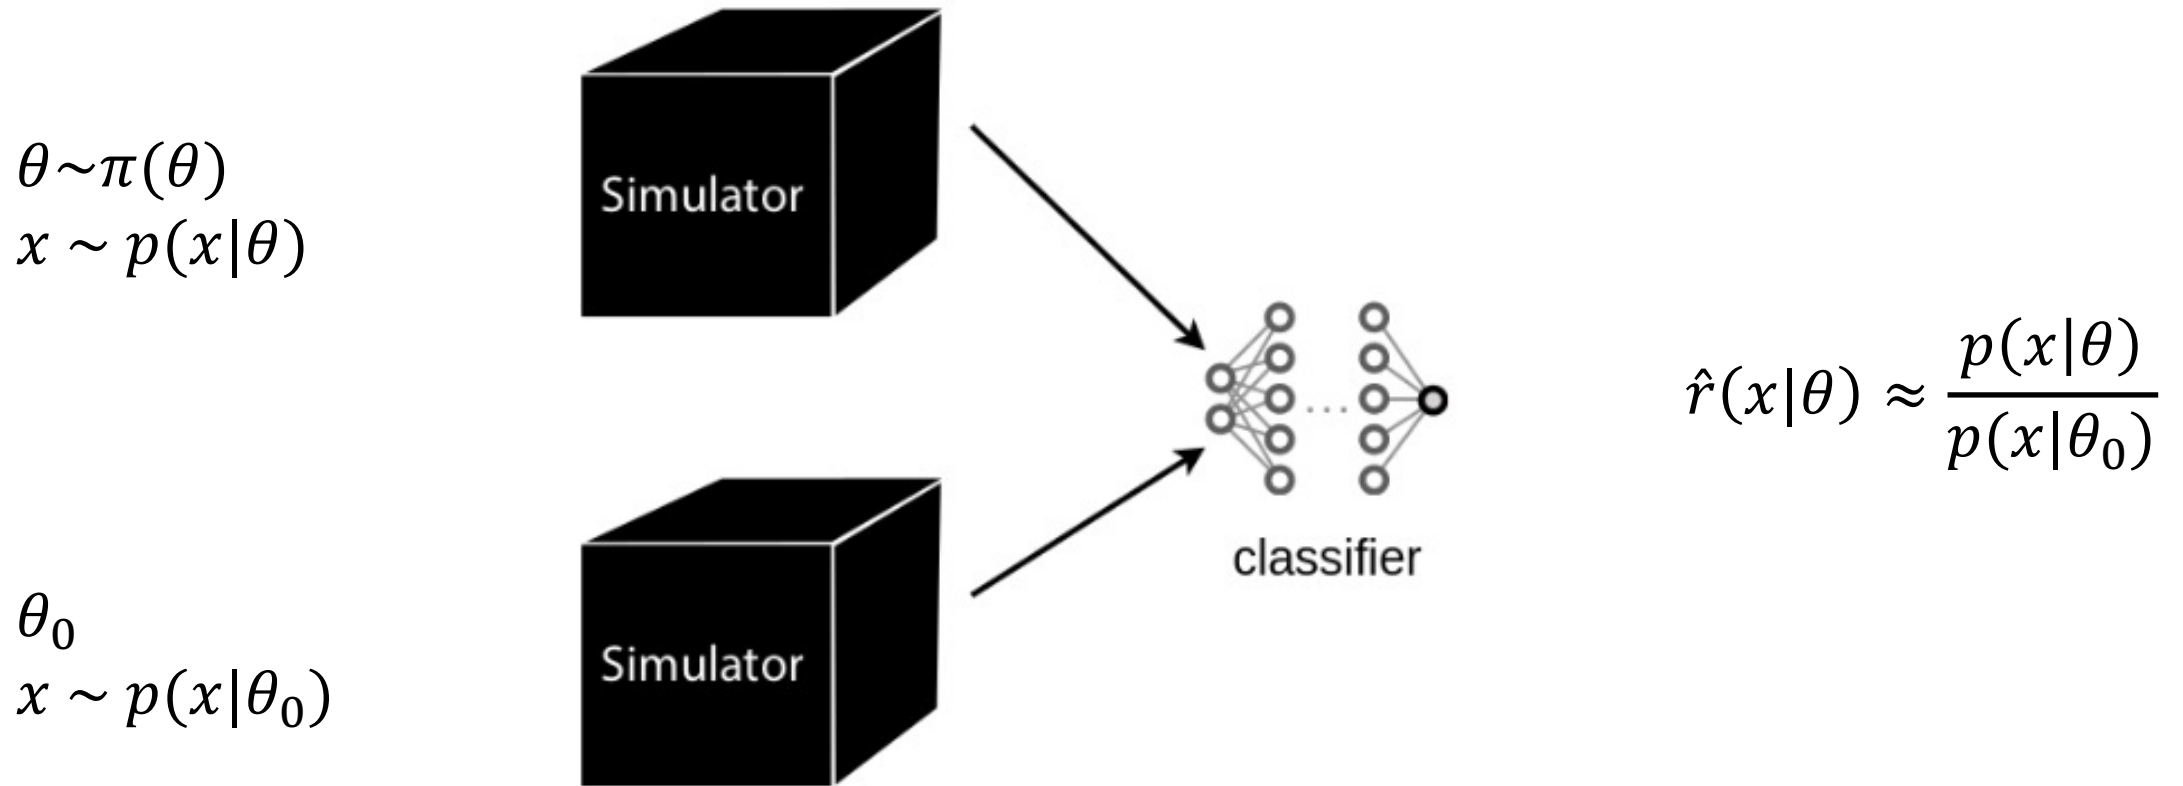 θ~π(θ)
x ~ p(x|θ)
Simulator
θ₀
x ~ p(x|θ₀)
Simulator
...
classifier
r̂(x|θ) ≈ p(x|θ) / p(x|θ₀)